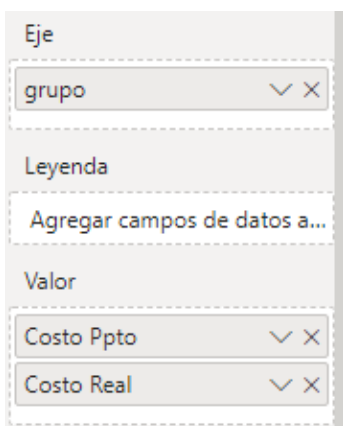 Eje
grupo
Leyenda
Agregar campos de datos a...
Valor
Costo Ppto
Costo Real